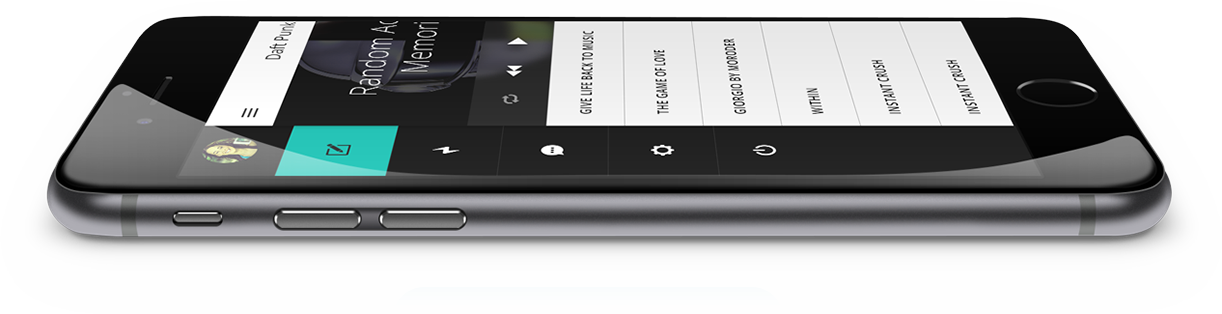 Daft Punk
Random Ac
Memori
GIVE LIFE BACK TO MUSIC
THE GAME OF LOVE
GIORGIO BY MORODER
WITHIN
INSTANT CRUSH
INSTANT CRUSH